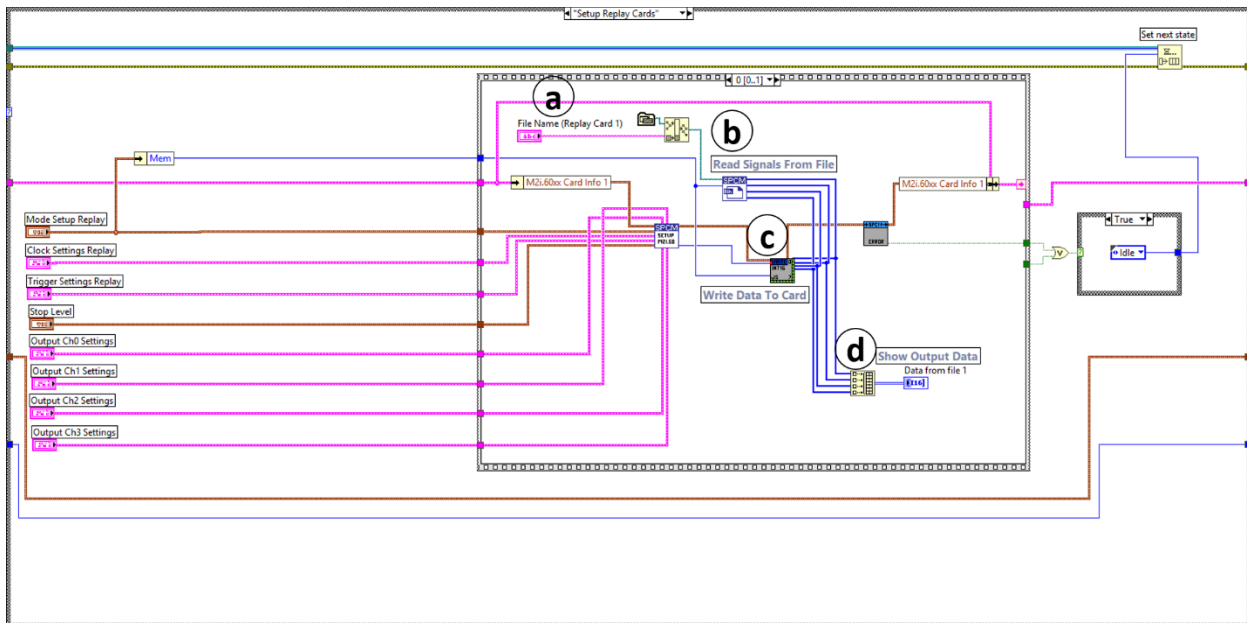 "Setup Replay Cards"
Set next state
0 [0..1]
a
File Name (Replay Card 1)
abc
b
Read Signals From File
Mem
M2i.60xx Card Info 1
SPCM
M2i.60xx Card Info 1
Mode Setup Replay
SPCM
SETUP
c
ERROR
True
Idle
Clock Settings Replay
Trigger Settings Replay
Write Data To Card
Stop Level
Output Ch0 Settings
d
Show Output Data
Data from file 1
[I16]
Output Ch1 Settings
Output Ch2 Settings
Output Ch3 Settings